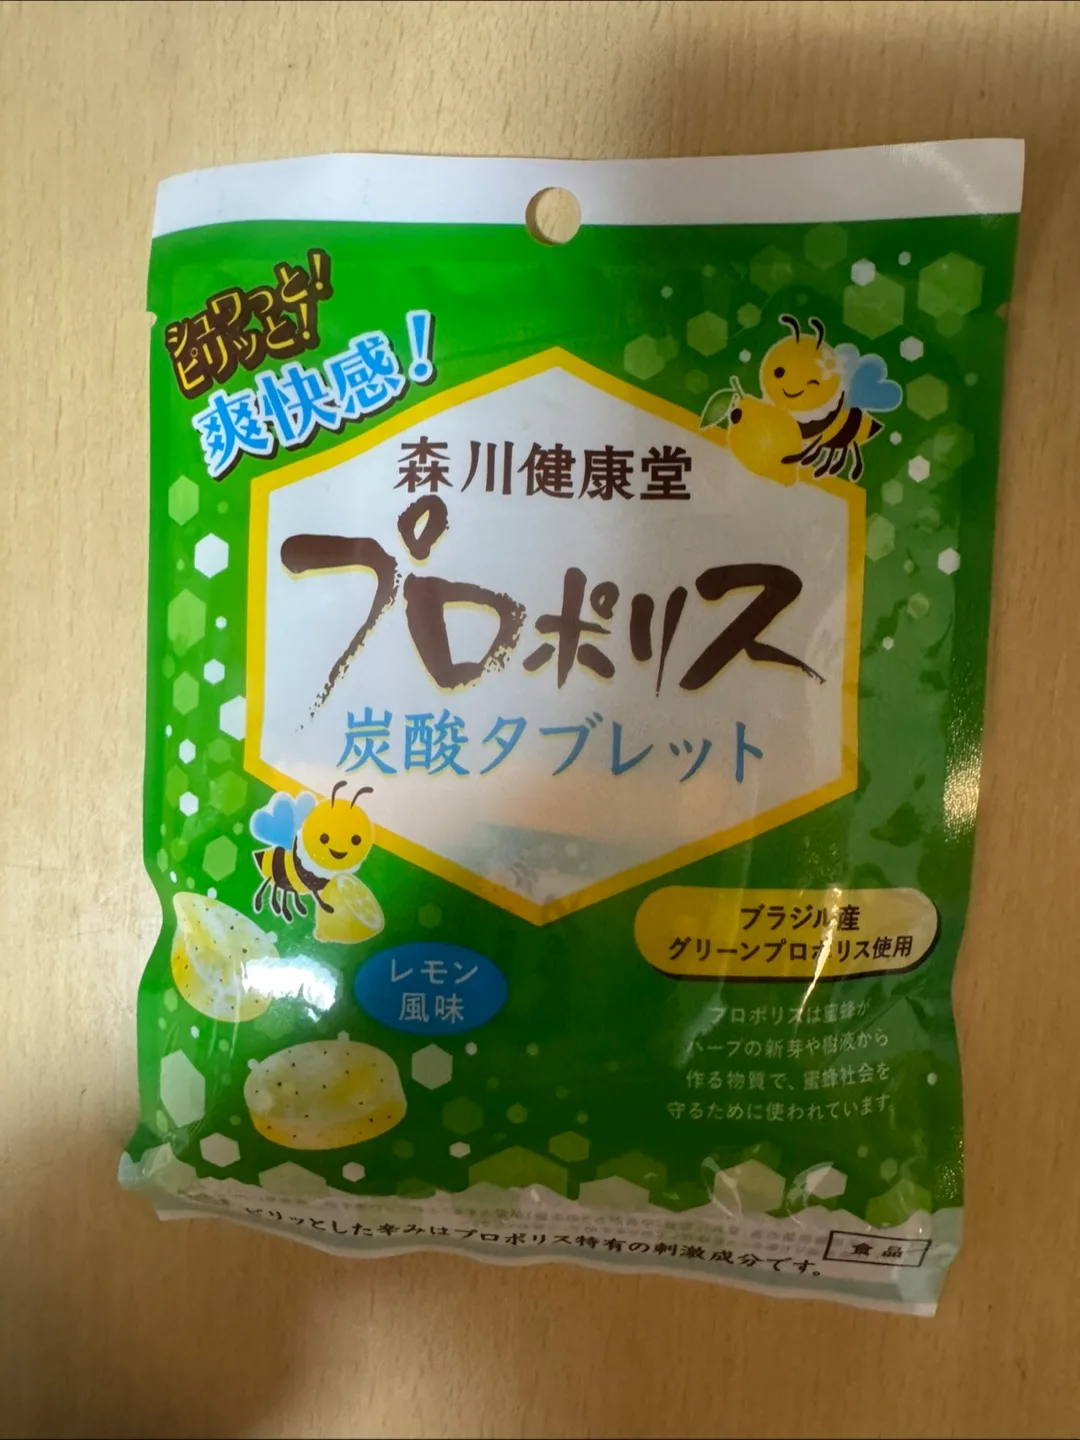 シュワっと!
ピリッと!
爽快感!
森川健康堂
プロポリス
炭酸タブレット
レモン
風味
ブラジル産
グリーンプロポリス使用
プロポリスは蜜蜂が
ハーブの新芽や樹液から
作る物質で、蜜蜂社会を
守るために使われています。
ピリッとした辛みはプロポリス特有の刺激成分です。
食品